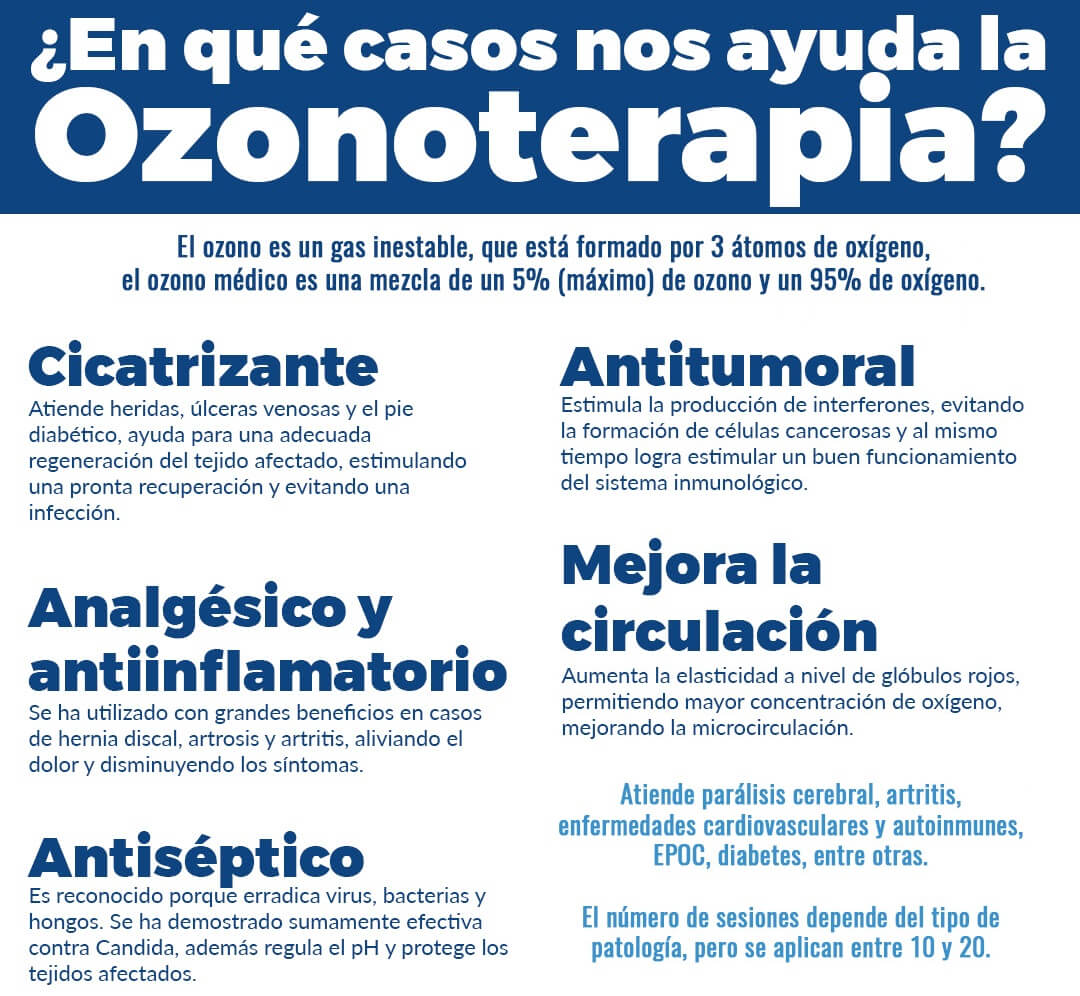 ¿En qué casos nos ayuda la
Ozonoterapia?
El ozono es un gas inestable, que está formado por 3 átomos de oxígeno,
el ozono médico es una mezcla de un 5% (máximo) de ozono y un 95% de oxígeno.
Cicatrizante
Atiende heridas, úlceras venosas y el pie
diabético, ayuda para una adecuada
regeneración del tejido afectado, estimulando
una pronta recuperación y evitando una
infección.
Analgésico y
antiinflamatorio
Se ha utilizado con grandes beneficios en casos
de hernia discal, artrosis y artritis, aliviando el
dolor y disminuyendo los síntomas.
Antiséptico
Es reconocido porque erradica virus, bacterias y
hongos. Se ha demostrado sumamente efectiva
contra Candida, además regula el pH y protege los
tejidos afectados.
Antitumoral
Estimula la producción de interferones, evitando
la formación de células cancerosas y al mismo
tiempo logra estimular un buen funcionamiento
del sistema inmunológico.
Mejora la
circulación
Aumenta la elasticidad a nivel de glóbulos rojos,
permitiendo mayor concentración de oxígeno,
mejorando la microcirculación.
Atiende parálisis cerebral, artritis,
enfermedades cardiovasculares y autoinmunes,
EPOC, diabetes, entre otras.
El número de sesiones depende del tipo de
patología, pero se aplican entre 10 y 20.